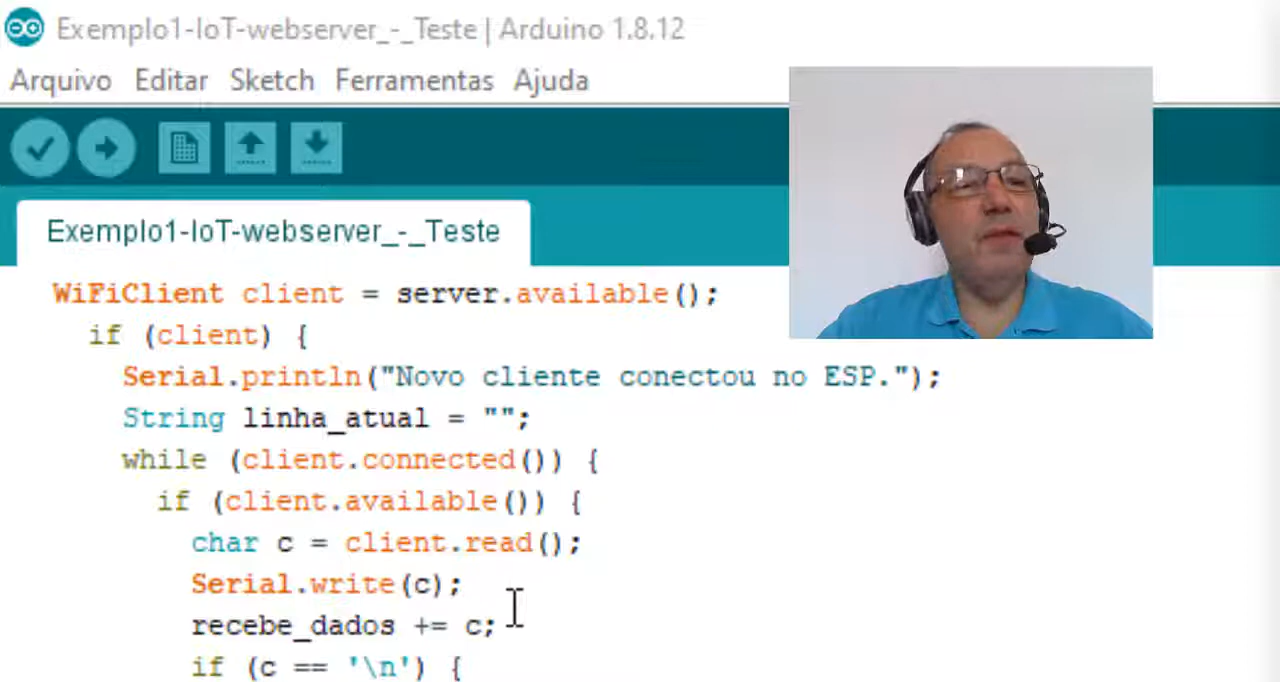 Exemplo1-IoT-webserver_-_Teste | Arduino 1.8.12
Arquivo Editar Sketch Ferramentas Ajuda
Exemplo1-IoT-webserver_-_Teste
WiFiClient client = server.available();
if (client) {
Serial.println("Novo cliente conectou no ESP.");
String linha_atual = "";
while (client.connected()) {
if (client.available()) {
char c = client.read();
Serial.write(c);
recebe_dados += c;
if (c == '\n') {